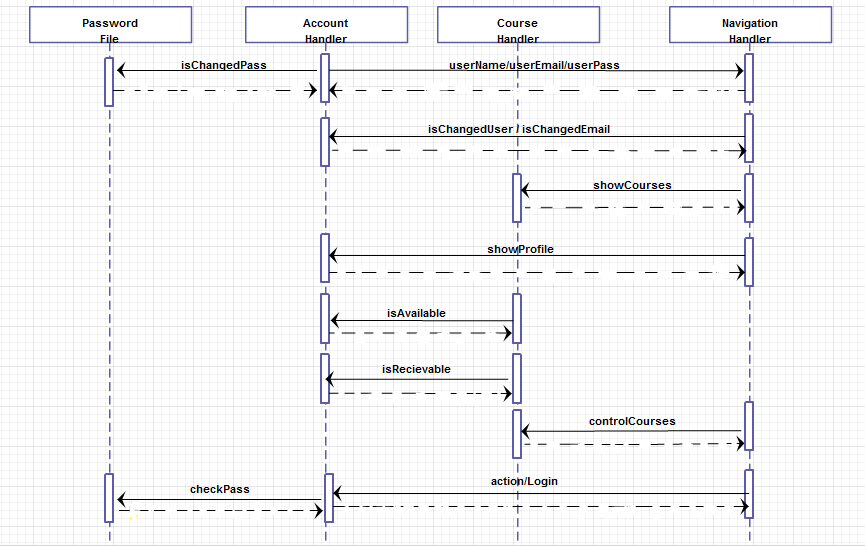 Password
File
Account
Handler
Course
Handler
Navigation
Handler
isChangedPass
userName/userEmail/userPass
isChangedUser / isChangedEmail
showCourses
showProfile
isAvailable
isRecievable
controlCourses
action/Login
checkPass